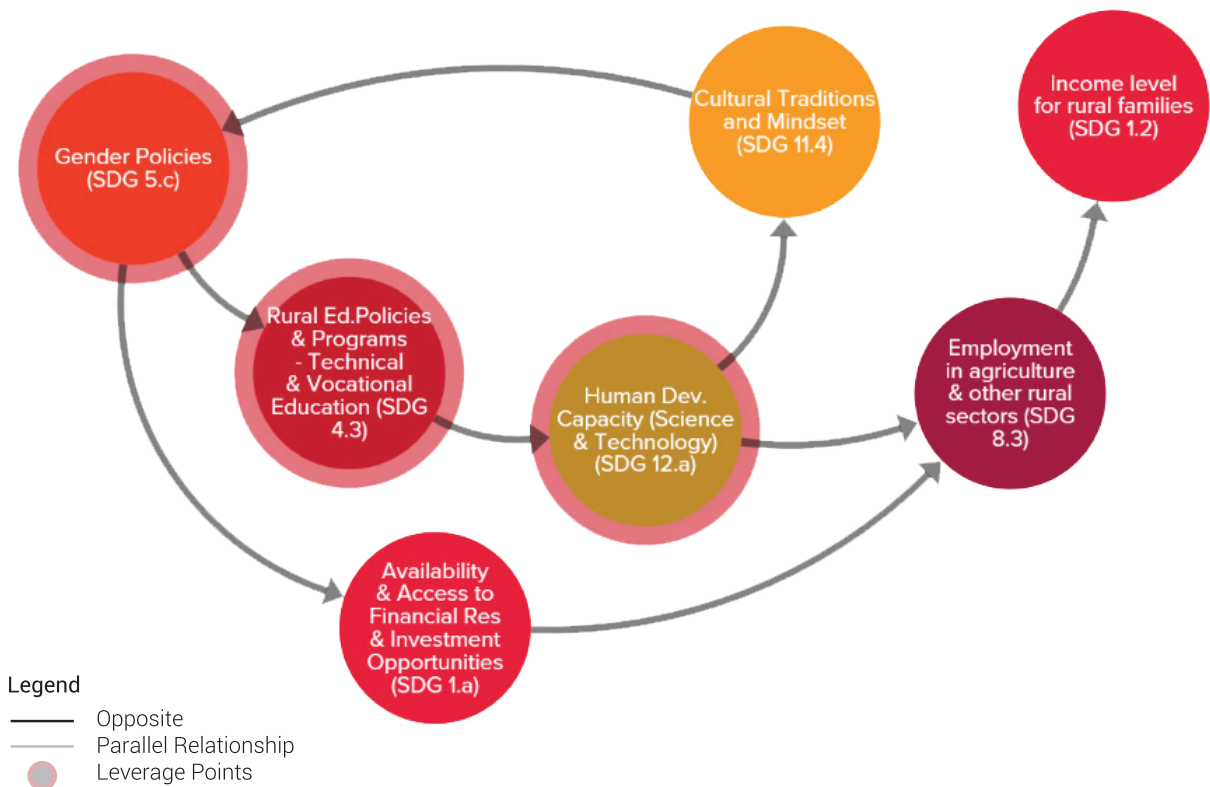 Gender Policies
(SDG 5.c)
Cultural Traditions
and Mindset
(SDG 11.4)
Income level
for rural families
(SDG 1.2)
Rural Ed.Policies
& Programs
- Technical
& Vocational
Education (SDG
4.3)
Human Dev.
Capacity (Science
& Technology)
(SDG 12.a)
Employment
in agriculture
& other rural
sectors (SDG
8.3)
Availability
& Access to
Financial Res
& Investment
Opportunities
(SDG 1.a)
Legend
Opposite
Parallel Relationship
Leverage Points